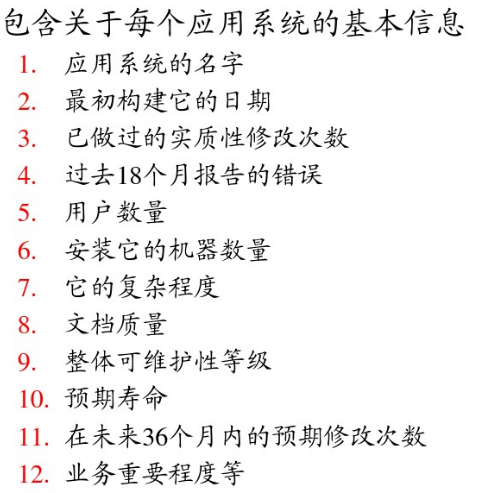 包含关于每个应用系统的基本信息
1. 应用系统的名字
2. 最初构建它的日期
3. 已做过的实质性修改次数
4. 过去18个月报告的错误
5. 用户数量
6. 安装它的机器数量
7. 它的复杂程度
8. 文档质量
9. 整体可维护性等级
10. 预期寿命
11. 在未来36个月内的预期修改次数
12. 业务重要程度等